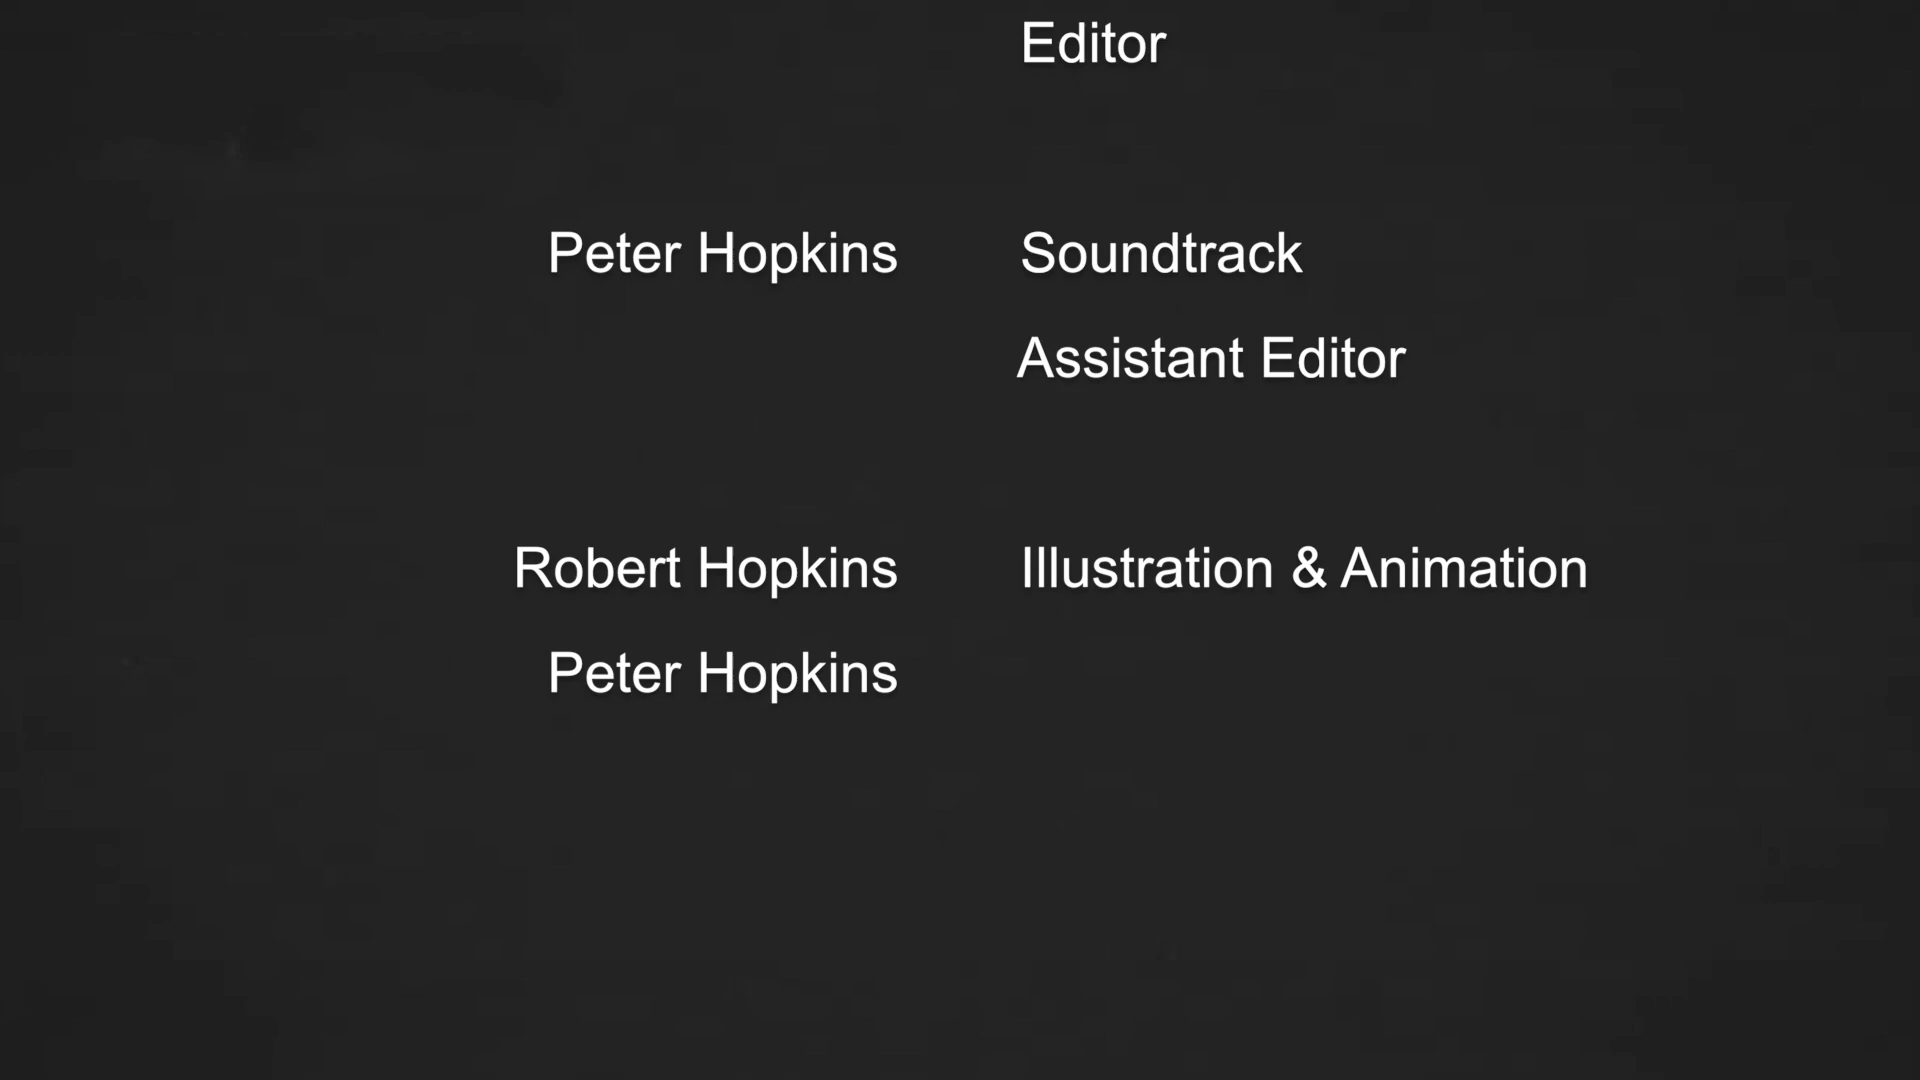 Editor
Peter Hopkins Soundtrack
Assistant Editor
Robert Hopkins Illustration & Animation
Peter Hopkins